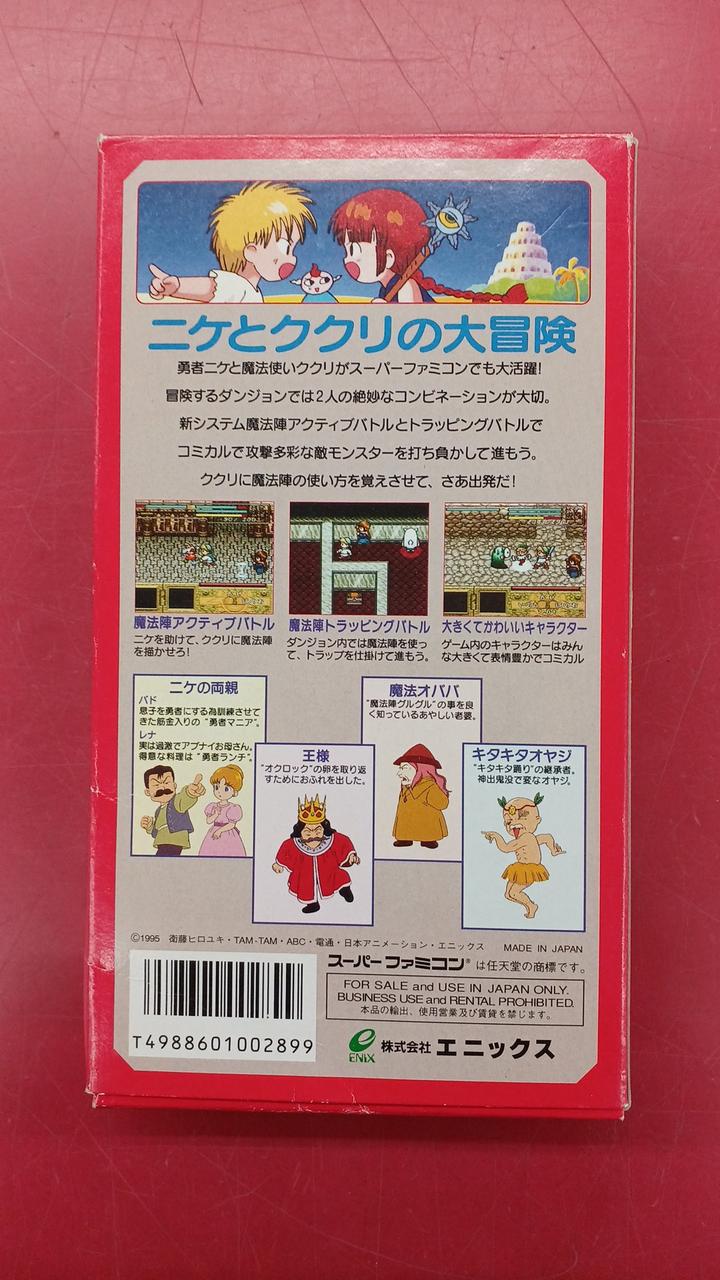 ニケとククリの大冒険
勇者ニケと魔法使いククリがスーパーファミコンでも大活躍!
冒険するダンジョンでは2人の絶妙なコンビネーションが大切。
新システム魔法陣アクティブバトルとトラッピングバトルで
コミカルで攻撃多彩な敵モンスターを打ち負かして進もう。
ククリに魔法陣の使い方を覚えさせて、さあ出発だ!
魔法陣アクティブバトル
ニケを助けて、ククリに魔法陣
を描かせろ!
魔法陣トラッピングバトル
ダンジョン内では魔法陣を使っ
て、トラップを仕掛けて進もう。
大きくてかわいいキャラクター
ゲーム内のキャラクターはみん
な大きくて表情豊かでコミカル
ニケの両親
バド
息子を勇者にする為訓練させて
きた筋金入りの“勇者マニア”。
レナ
実は過激でアブナイお母さん。
得意な料理は“勇者ランチ”。
王様
“オクロック”の卵を取り返
すためにおふれを出した。
魔法オババ
“魔法陣グルグル”の事を良
く知っているあやしい老婆。
キタキタオヤジ
“キタキタ踊り”の継承者。
神出鬼没で変なオヤジ。
©1995 衛藤ヒロユキ・TAM-TAM・ABC・電通・日本アニメーション・エニックス MADE IN JAPAN
スーパーファミコン® は任天堂の商標です。
FOR SALE and USE IN JAPAN ONLY.
BUSINESS USE and RENTAL PROHIBITED.
本品の輸出、使用営業及び賃貸を禁じます。
T4988601002899
ENIX 株式会社 エニックス